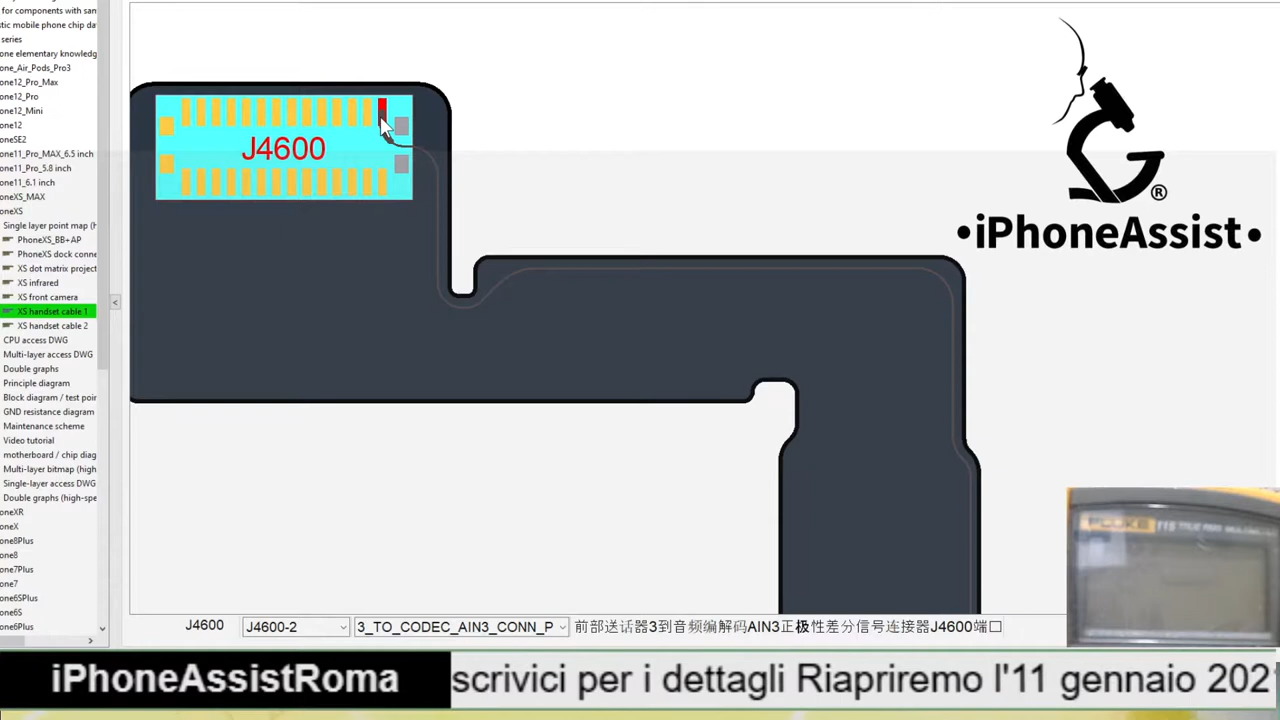 for components with san
stic mobile phone chip da
series
one elementary knowledg
one_Air_Pods_Pro3
one12_Pro_Max
one12_Pro
one12_Mini
one12
oneSE2
one11_Pro_MAX_6.5 inch
one11_Pro_5.8 inch
one11_6.1 inch
oneXS_MAX
oneXS
Single layer point map (h
PhoneXS_BB+AP
PhoneXS dock conne
XS dot matrix project
XS infrared
XS front camera
XS handset cable 1
XS handset cable 2
CPU access DWG
Multi-layer access DWG
Double graphs
Principle diagram
Block diagram / test poin
GND resistance diagram
Maintenance scheme
Video tutorial
motherboard / chip diag
Multi-layer bitmap (high
Single-layer access DWG
Double graphs (high-spe
oneXR
oneX
one8Plus
one8
one7Plus
one7
one6SPlus
one6S
one6Plus
<
J4600
G®
•iPhoneAssist•
FLUKE 115 TRUE RMS
J4600
J4600-2
3_TO_CODEC_AIN3_CONN_P
前部送话器3到音频编解码AIN3正极性差分信号连接器J4600端口
iPhoneAssistRoma
scrivici per i dettagli Riapriremo l'11 gennaio 202